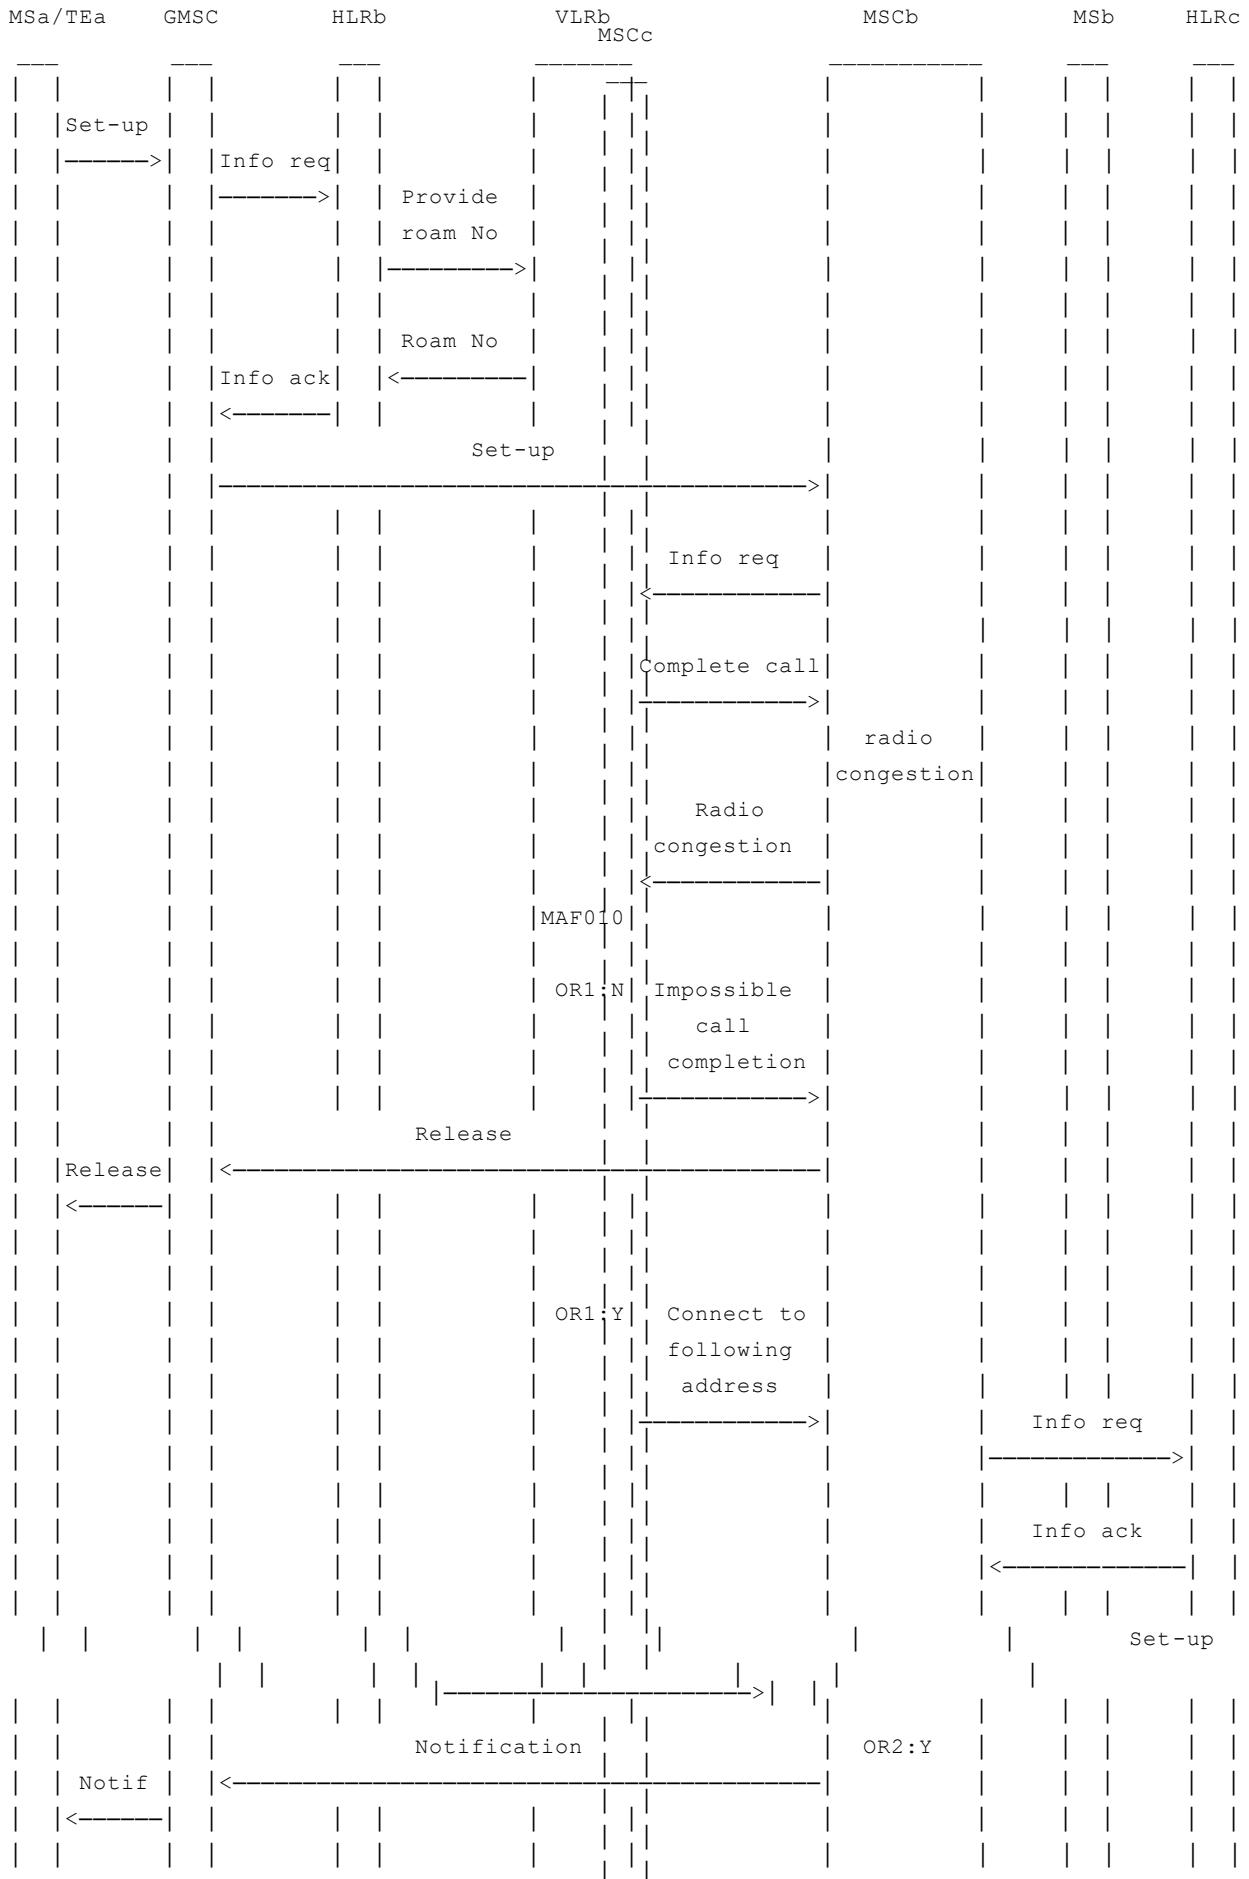 MSa/TEa GMSC HLRb VLRb MSCb MSb HLRc
MSCc
Set-up
Info req
Provide
roam No
Roam No
Info ack
Set-up
Info req
Complete call
radio
congestion
Radio
congestion
MAF010
OR1:N Impossible
call
completion
Release
Release
OR1:Y Connect to
following
address
Info req
Info ack
Set-up
Notification OR2:Y
Notif